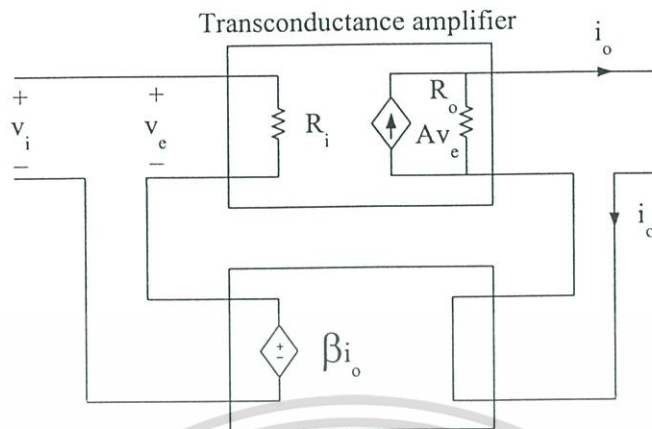 Transconductance amplifier
i_o
+
v_i
−
+
v_e
−
R_i
R_o
Av_e
i_o
+
−
βi_o